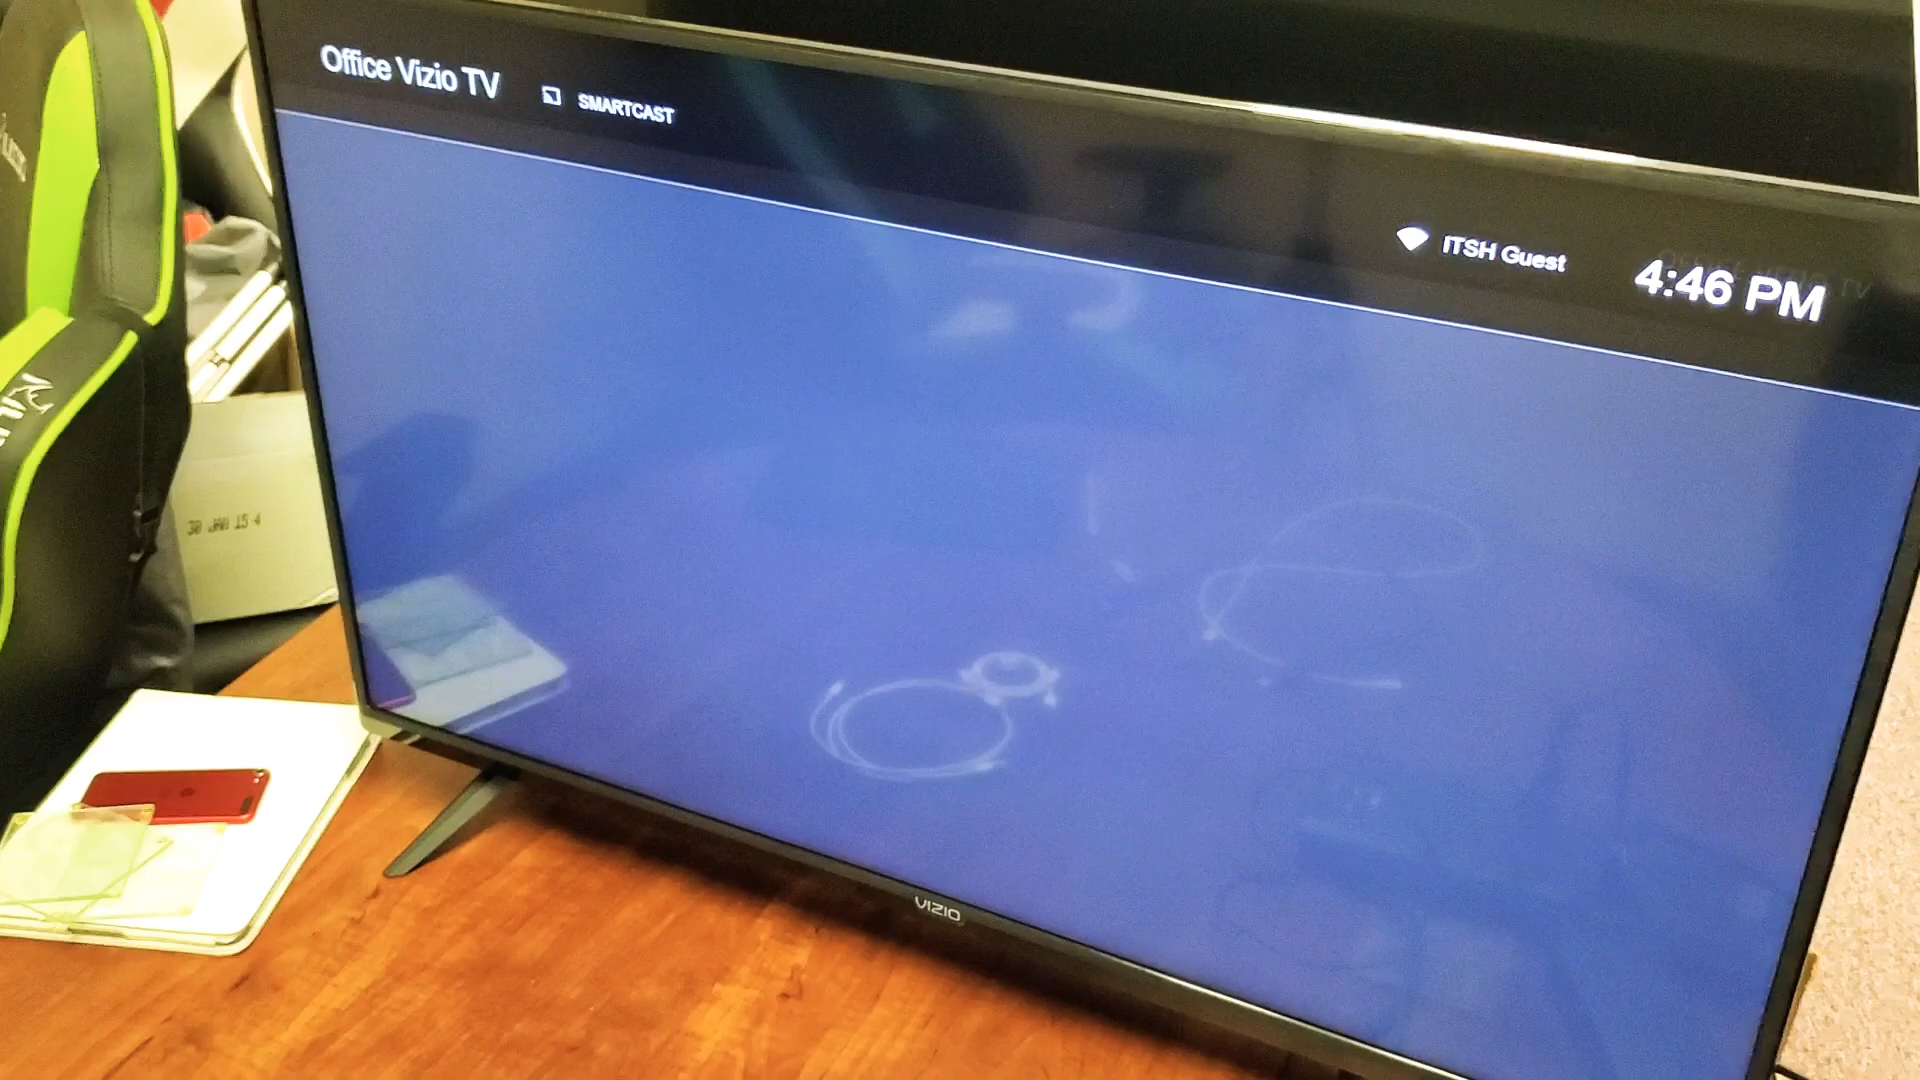 Office Vizio TV
SMARTCAST
ITSH Guest
4:46 PM
VIZIO